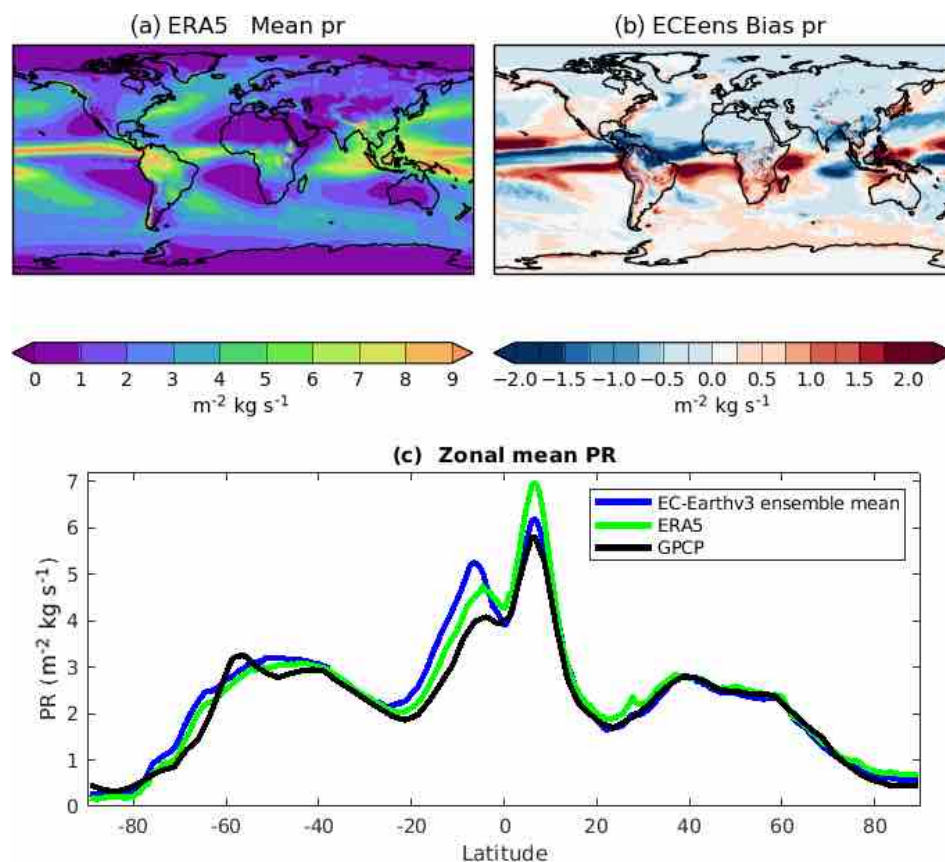 (a) ERA5 Mean pr
(b) ECEens Bias pr
0 1 2 3 4 5 6 7 8 9
m⁻² kg s⁻¹
−2.0 −1.5 −1.0 −0.5 0.0 0.5 1.0 1.5 2.0
m⁻² kg s⁻¹
(c) Zonal mean PR
7
6
5
4
3
2
1
0
PR (m⁻² kg s⁻¹)
EC-Earthv3 ensemble mean
ERA5
GPCP
-80 -60 -40 -20 0 20 40 60 80
Latitude